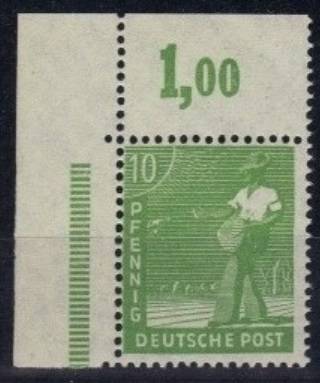 1,00
10
PFENNIG
DEUTSCHE POST